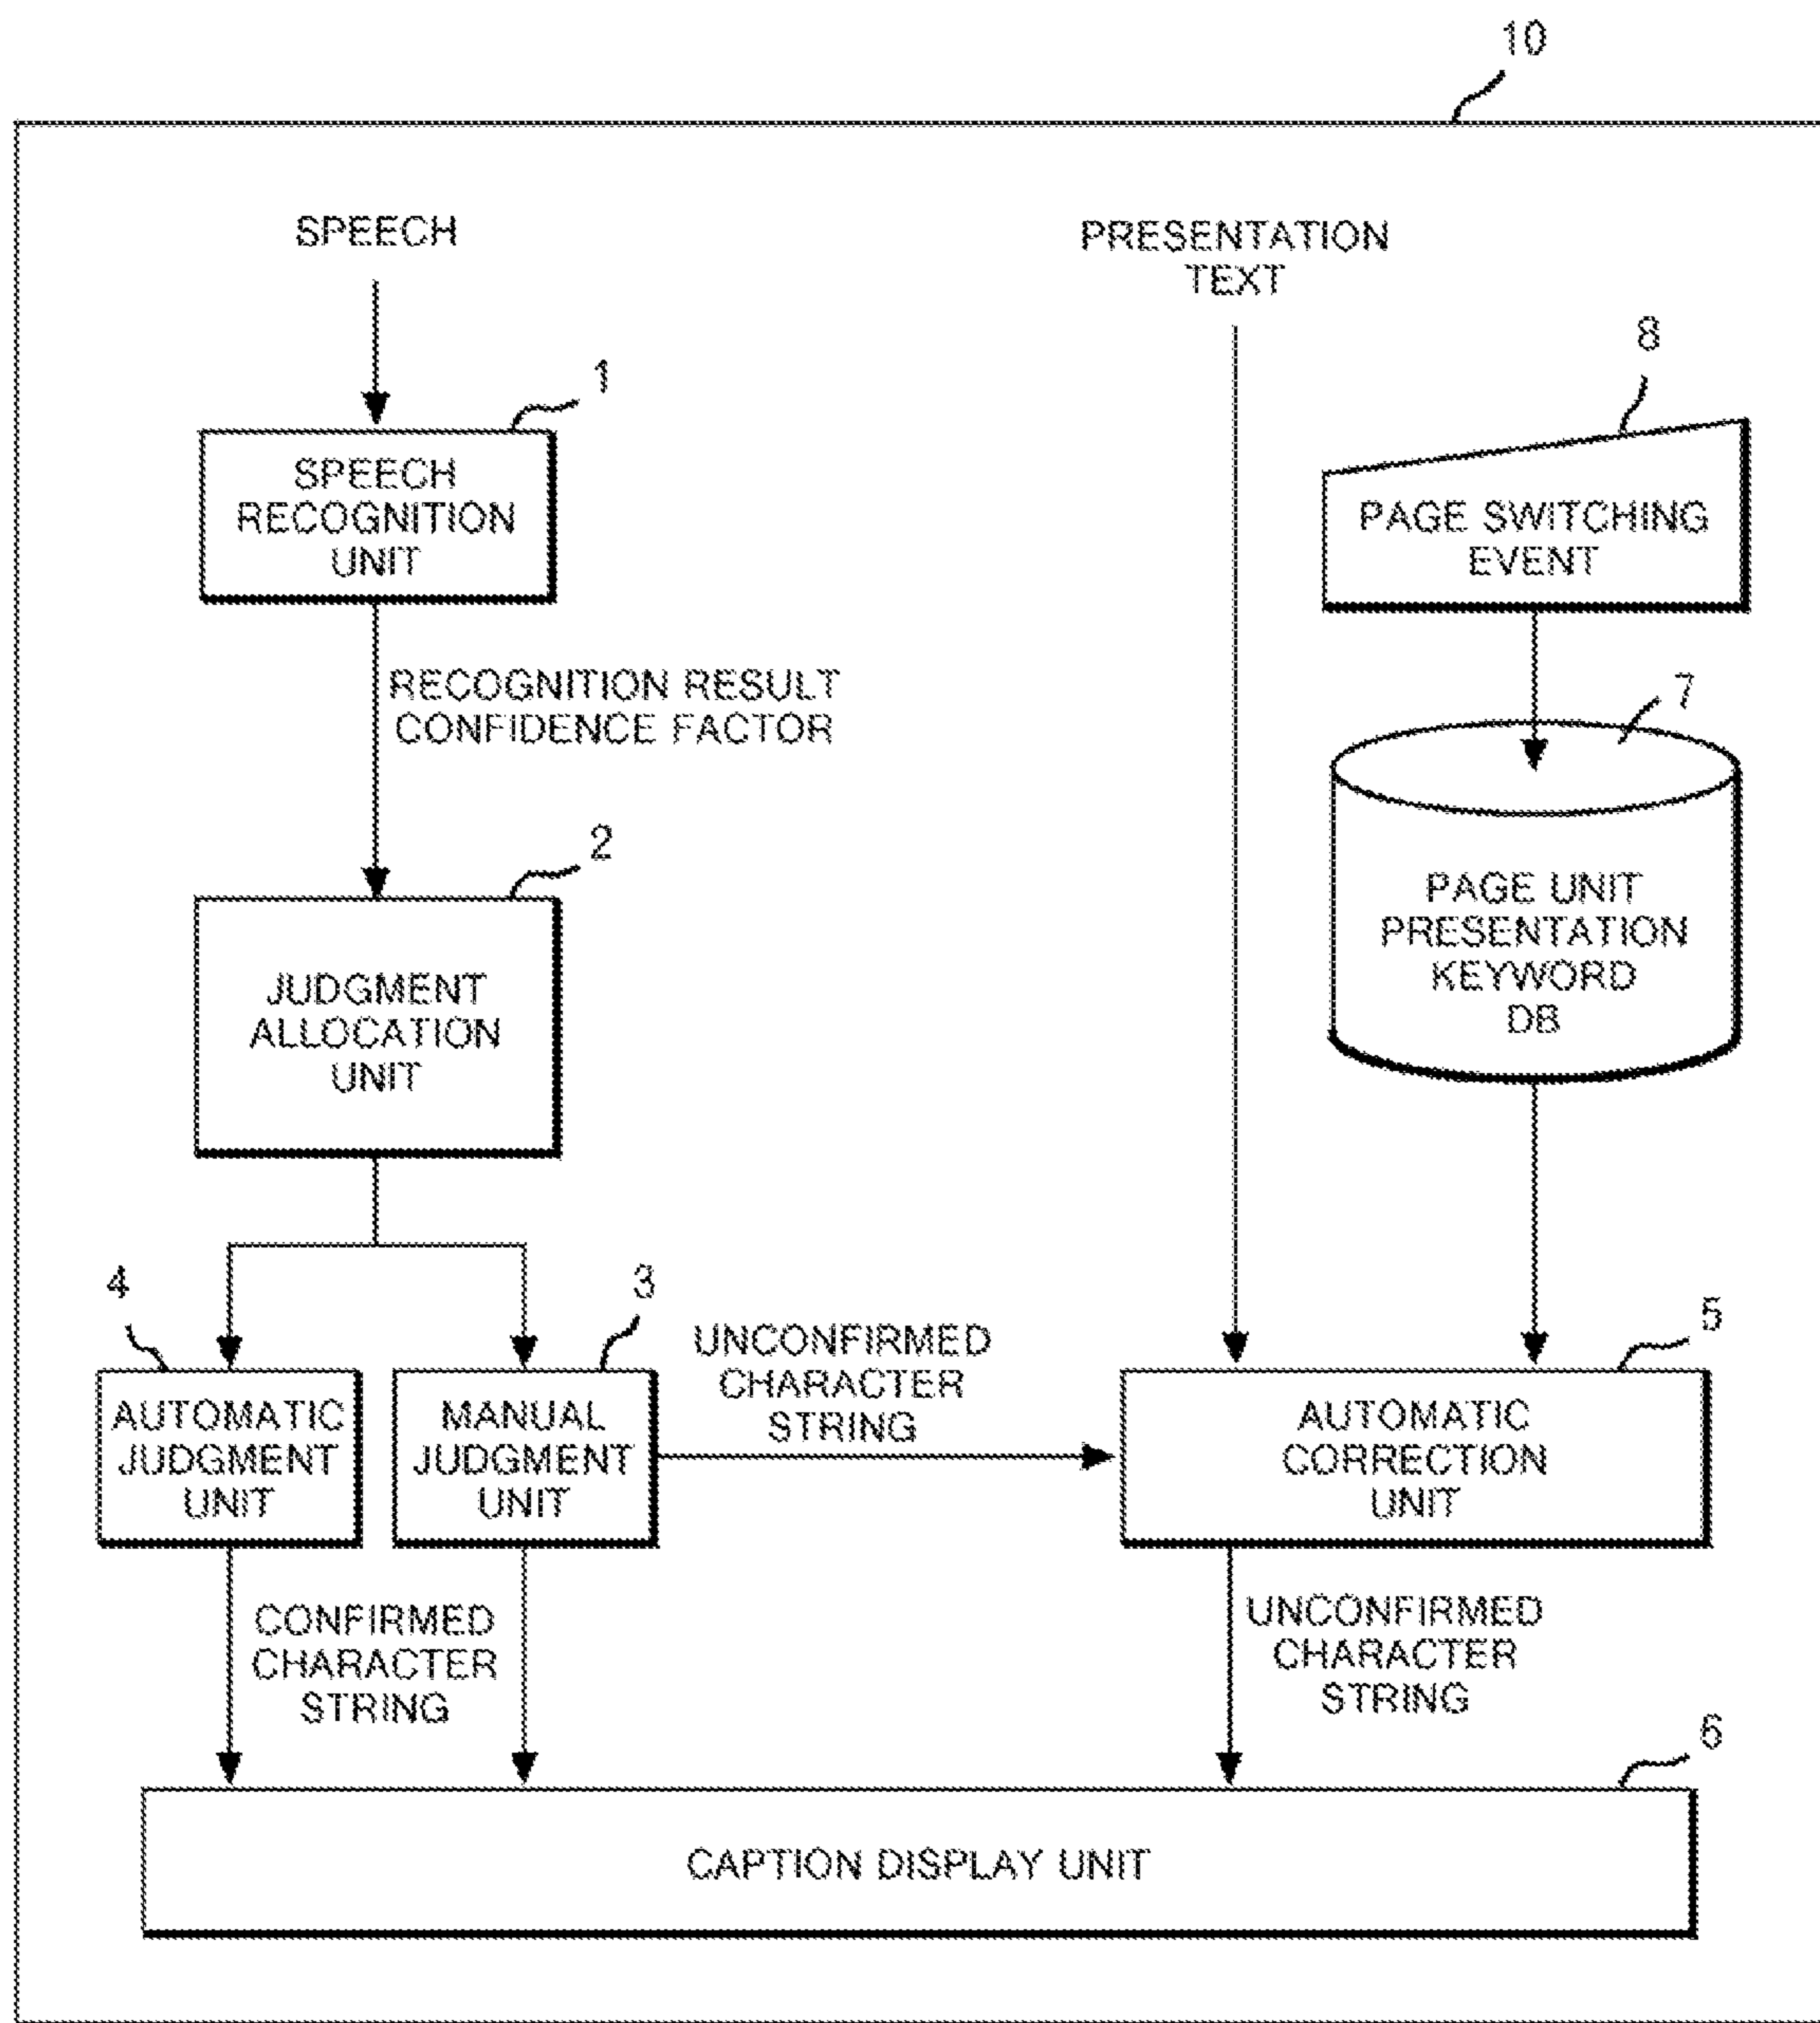 10
SPEECH
PRESENTATION
TEXT
8
1
SPEECH
RECOGNITION
UNIT
PAGE SWITCHING
EVENT
RECOGNITION RESULT
CONFIDENCE FACTOR
7
2
PAGE UNIT
PRESENTATION
KEYWORD
DB
JUDGMENT
ALLOCATION
UNIT
4
3
5
UNCONFIRMED
CHARACTER
STRING
AUTOMATIC
JUDGMENT
UNIT
MANUAL
JUDGMENT
UNIT
AUTOMATIC
CORRECTION
UNIT
CONFIRMED
CHARACTER
STRING
UNCONFIRMED
CHARACTER
STRING
6
CAPTION DISPLAY UNIT